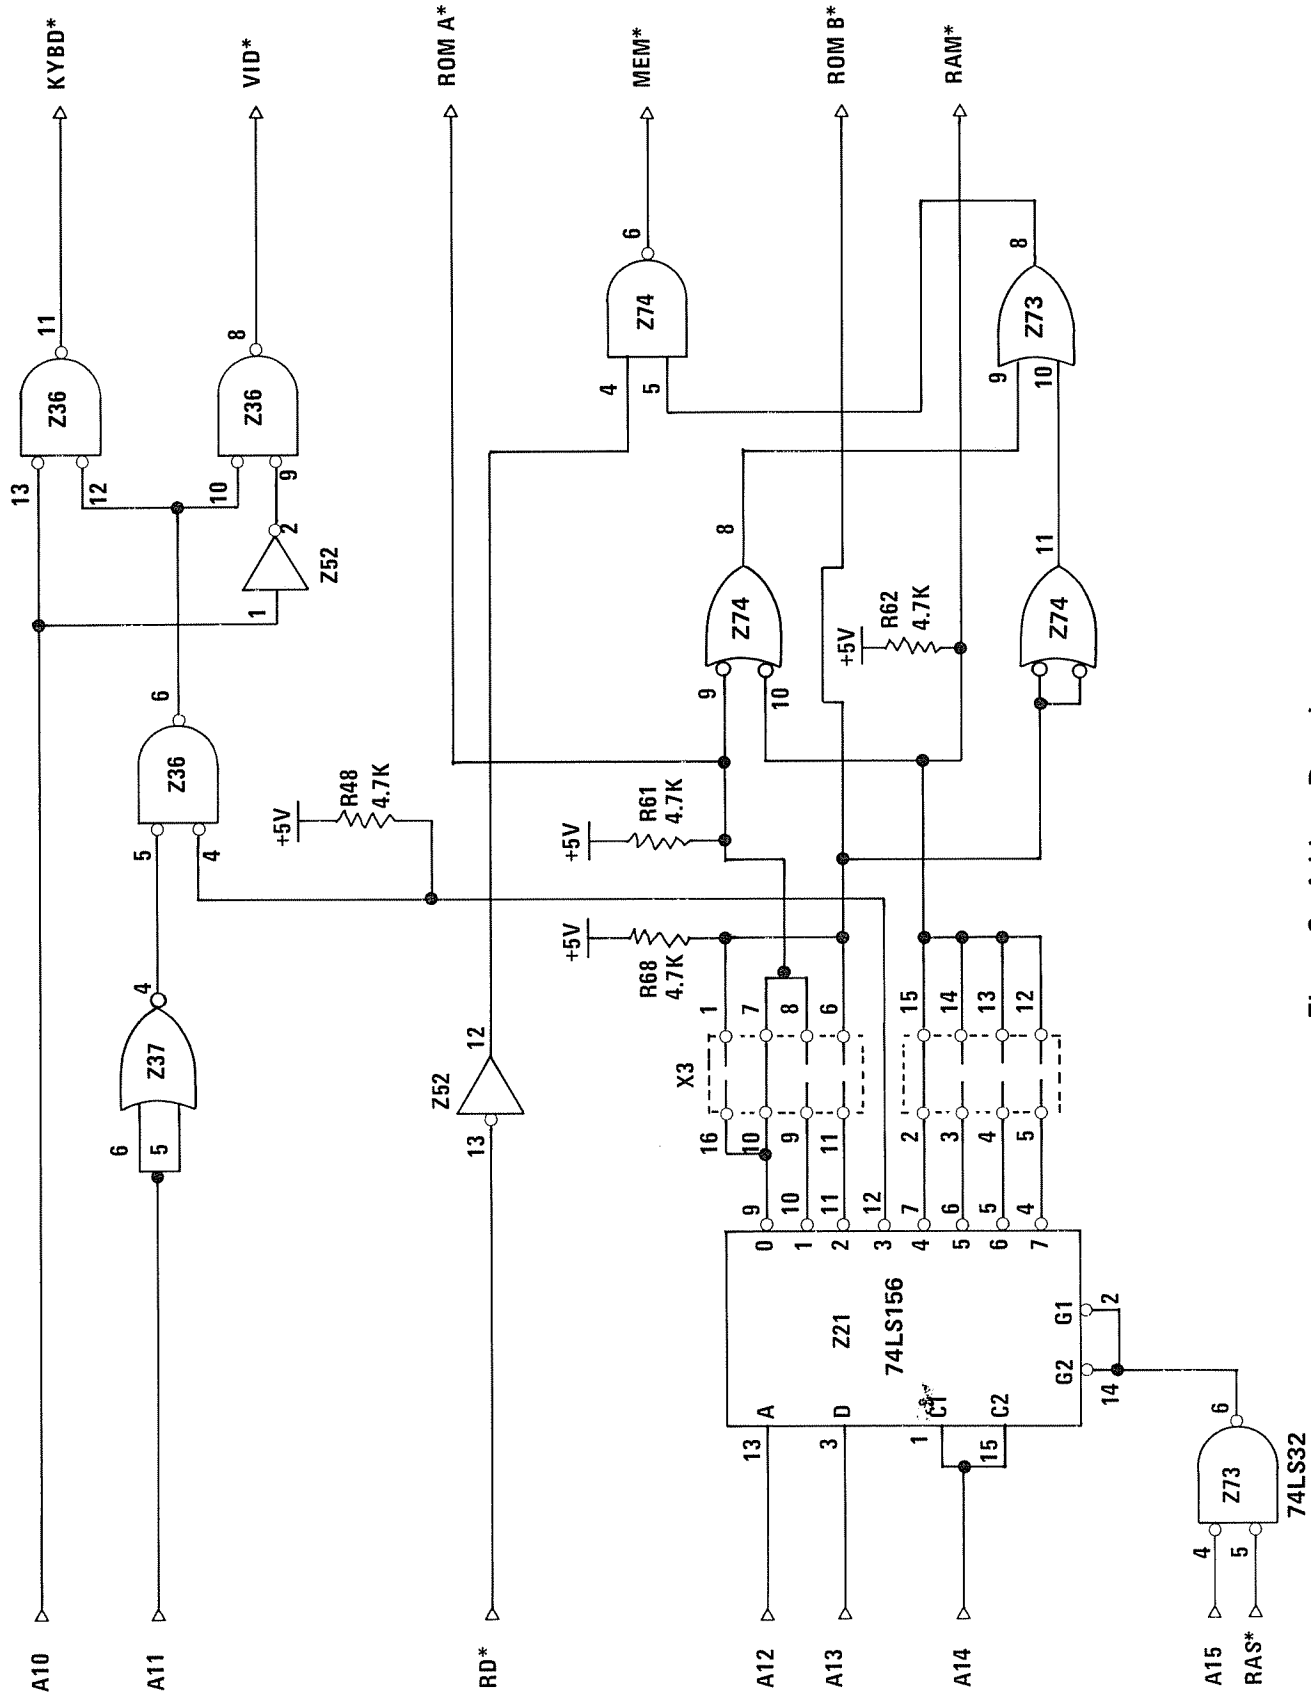 KYBD*
VID*
ROM A*
MEM*
ROM B*
RAM*
11
Z36
13
12
8
Z36
10
9
2
Z52
1
6
Z36
5
4
+5V
R48
4.7K
4
Z37
6
5
6
Z74
4
5
8
Z73
9
10
8
Z74
9
10
+5V
R62
4.7K
11
Z74
+5V
R61
4.7K
+5V
R68
4.7K
12
Z52
13
X3
1
7
8
6
15
14
13
12
16
10
9
11
2
3
4
5
9
10
11
12
7
6
5
4
0
1
2
3
4
5
6
7
Z21
74LS156
A
D
C1
C2
G1
G2
2
14
13
3
1
15
6
Z73
74LS32
4
5
A10
A11
RD*
A12
A13
A14
A15
RAS*